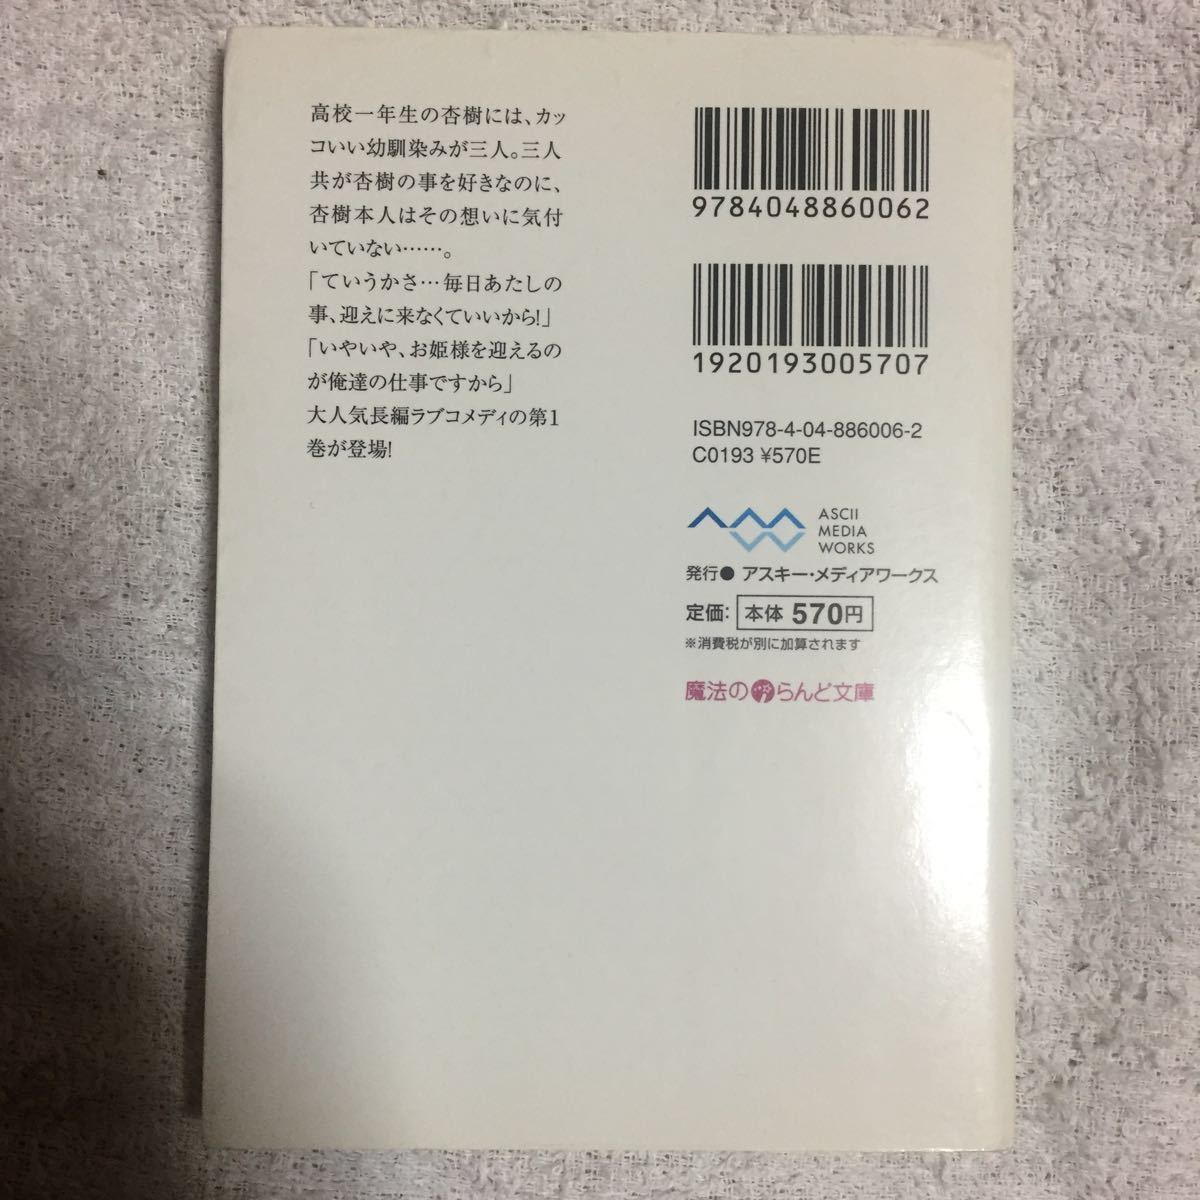 高校一年生の杏樹には、カッ
コいい幼馴染みが三人。三人
共が杏樹の事を好きなのに、
杏樹本人はその想いに気付
いていない……。
「ていうかさ…毎日あたしの
事、迎えに来なくていいから!」
「いやいや、お姫様を迎えるの
が俺達の仕事ですから」
大人気長編ラブコメディの第1
巻が登場!
9784048860062
1920193005707
ISBN978-4-04-886006-2
C0193 ¥570E
ASCII
MEDIA
WORKS
発行●アスキー・メディアワークス
定価: 本体 570円
※消費税が別に加算されます
魔法のらんど文庫